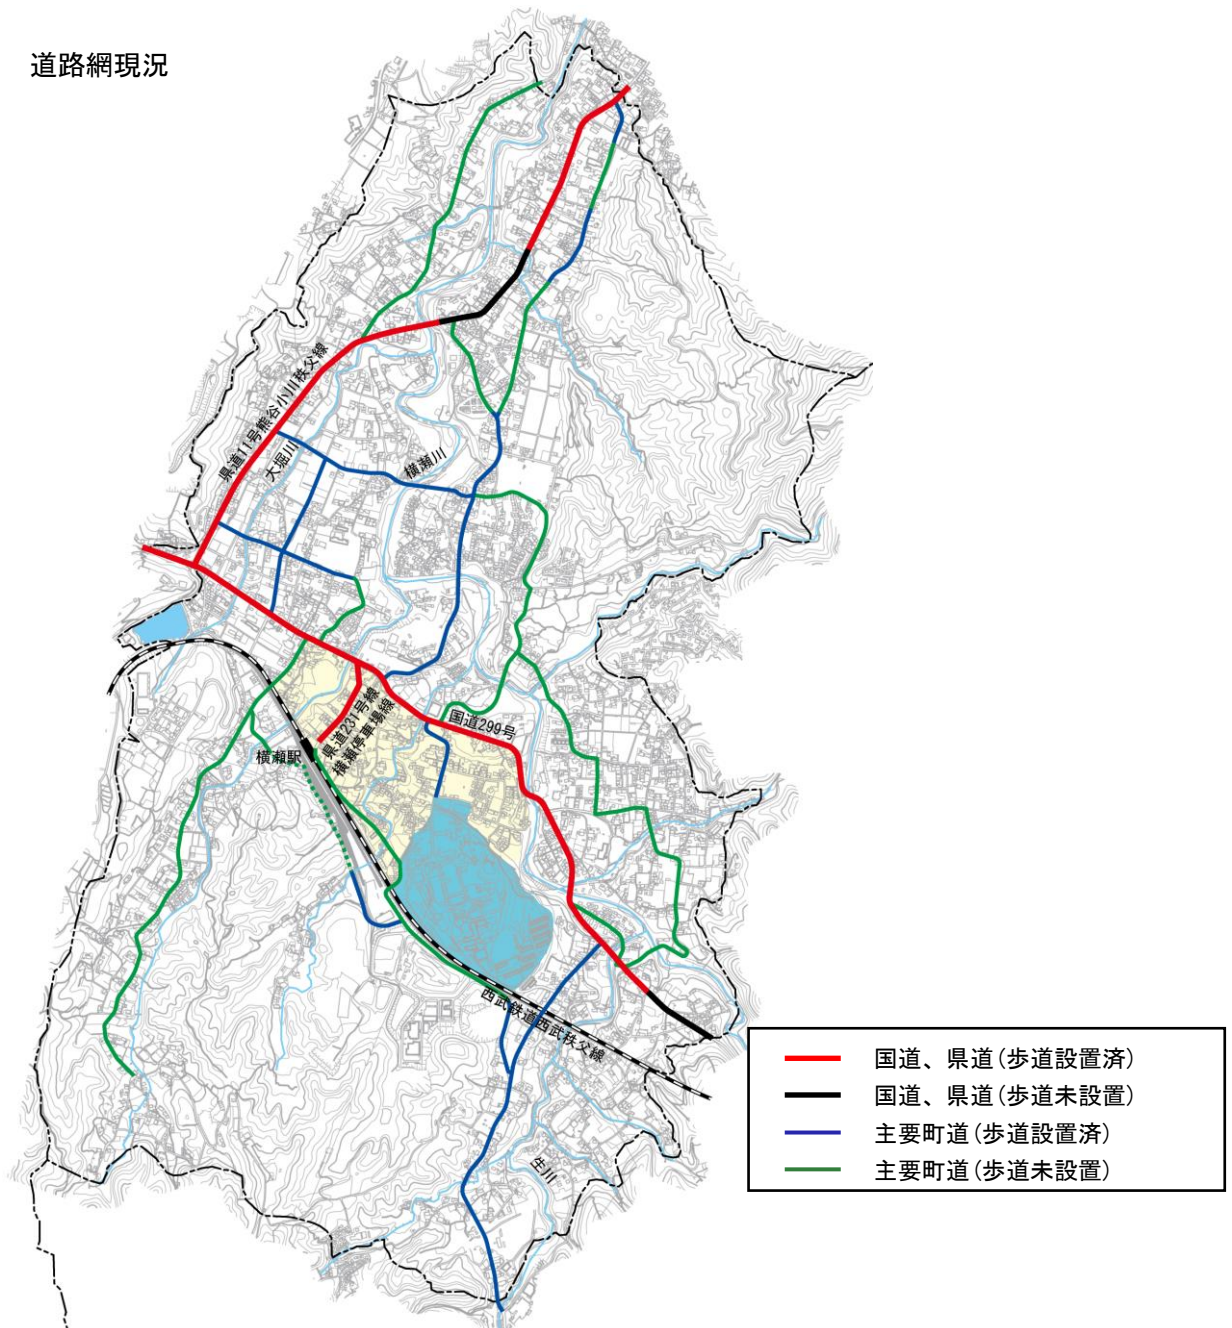 道路網現況
県道11号熊谷小川秩父線
大堀川
横瀬川
国道299号
県道231号線
横瀬停車場線
横瀬駅
西武鉄道西武秩父線
生川
国道、県道(歩道設置済)
国道、県道(歩道未設置)
主要町道(歩道設置済)
主要町道(歩道未設置)